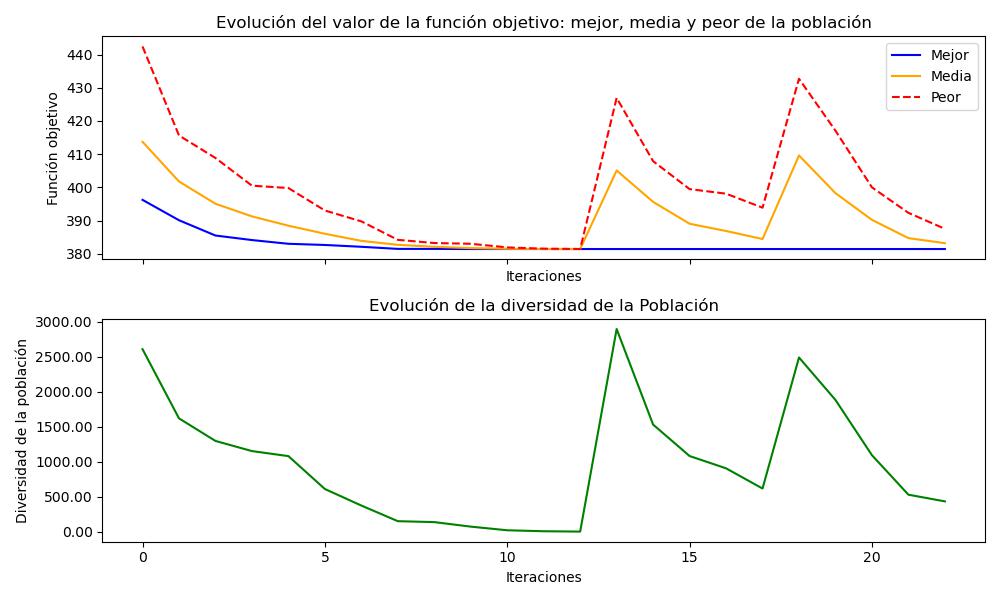 Evolución del valor de la función objetivo: mejor, media y peor de la población
Función objetivo
440
430
420
410
400
390
380
Mejor
Media
Peor
Iteraciones
Evolución de la diversidad de la Población
Diversidad de la población
3000.00
2500.00
2000.00
1500.00
1000.00
500.00
0.00
0 5 10 15 20
Iteraciones